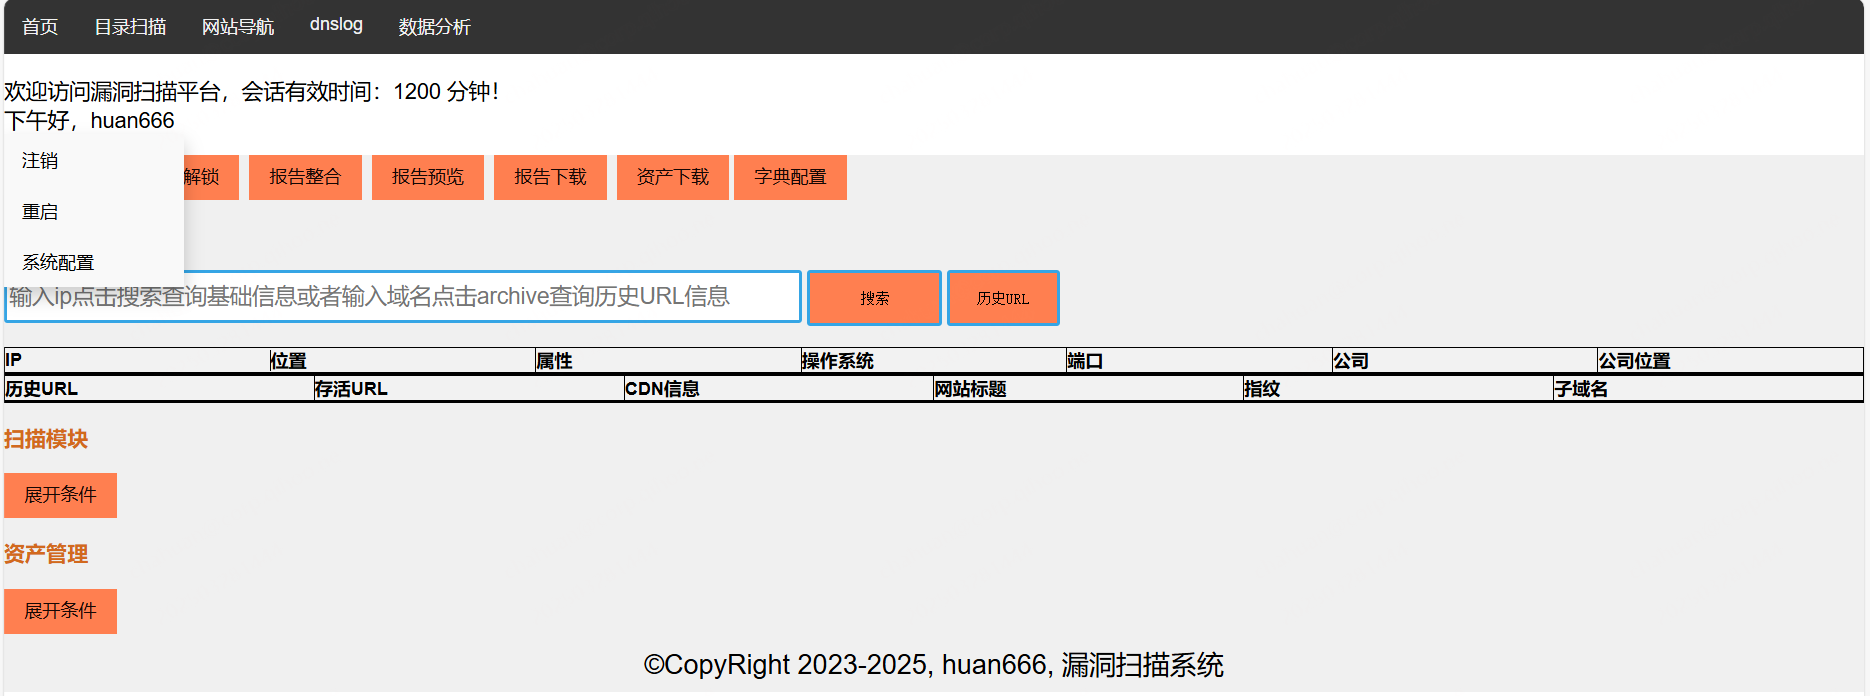 首页 目录扫描 网站导航 dnslog 数据分析
欢迎访问漏洞扫描平台，会话有效时间：1200 分钟！
下午好，huan666
注销
解锁 报告整合 报告预览 报告下载 资产下载 字典配置
重启
系统配置
输入ip点击搜索查询基础信息或者输入域名点击archive查询历史URL信息 搜索 历史URL
IP 位置 属性 操作系统 端口 公司 公司位置
历史URL 存活URL CDN信息 网站标题 指纹 子域名
扫描模块
展开条件
资产管理
展开条件
©CopyRight 2023-2025, huan666, 漏洞扫描系统